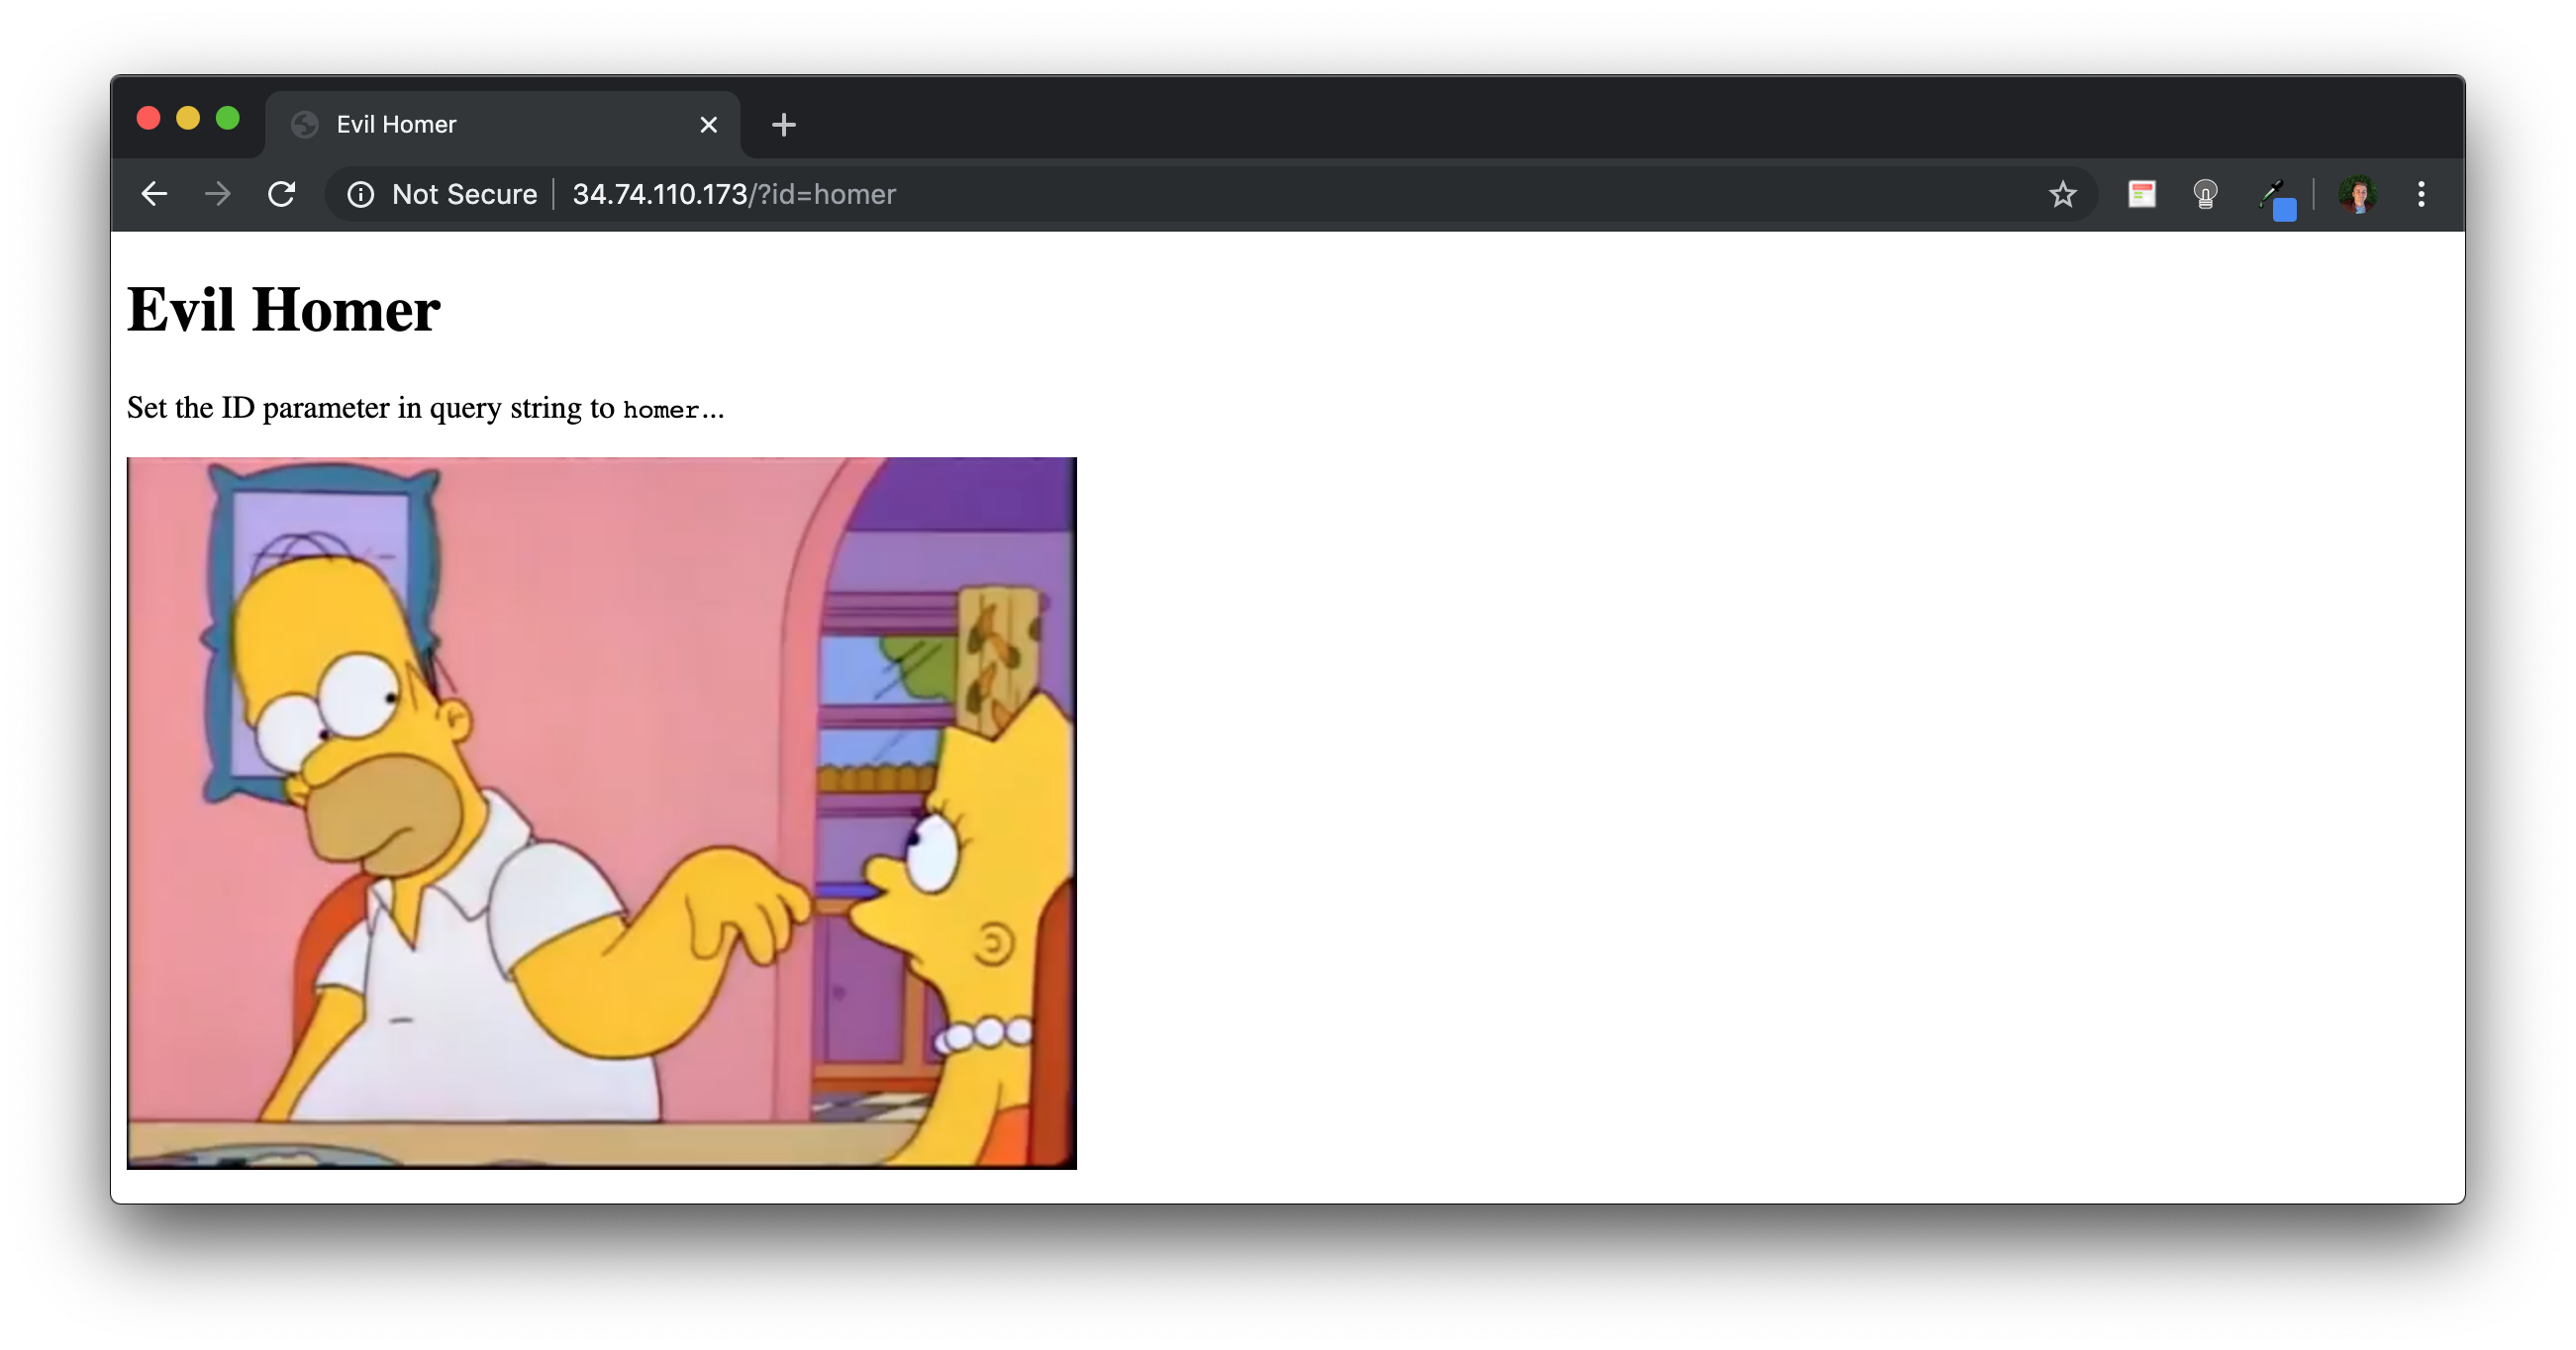 Evil Homer
Not Secure 34.74.110.173/?id=homer
Evil Homer
Set the ID parameter in query string to homer...